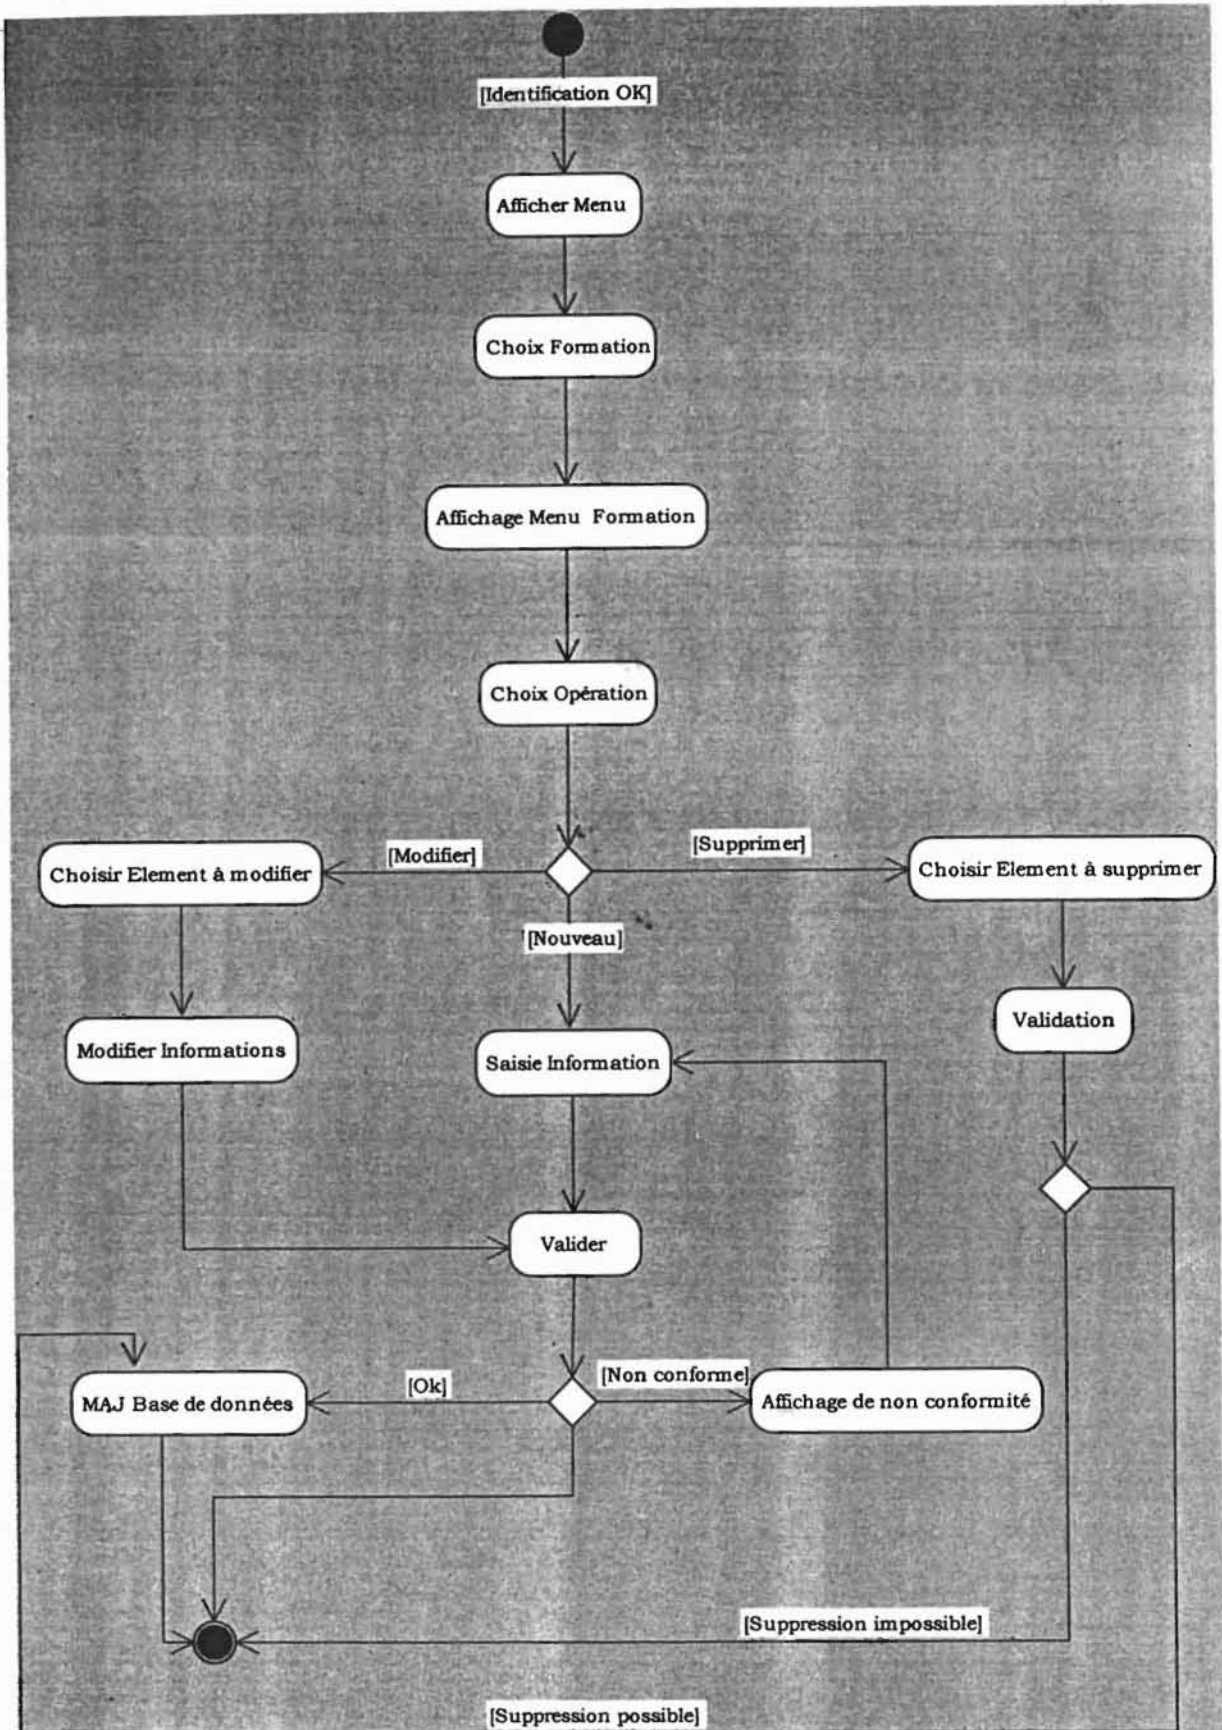 [Identification OK]
Afficher Menu
Choix Formation
Affichage Menu Formation
Choix Opération
[Modifier]
[Supprimer]
Choisir Element à modifier
Choisir Element à supprimer
[Nouveau]
Modifier Informations
Saisie Information
Validation
Valider
[Ok]
[Non conforme]
MAJ Base de données
Affichage de non conformité
[Suppression impossible]
[Suppression possible]